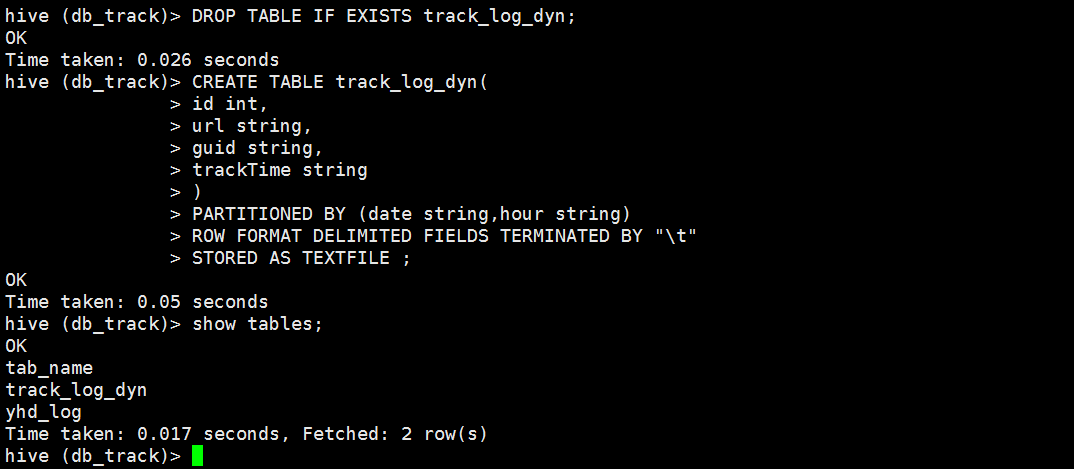 hive (db_track)> DROP TABLE IF EXISTS track_log_dyn;
OK
Time taken: 0.026 seconds
hive (db_track)> CREATE TABLE track_log_dyn(
               > id int,
               > url string,
               > guid string,
               > trackTime string
               > )
               > PARTITIONED BY (date string,hour string)
               > ROW FORMAT DELIMITED FIELDS TERMINATED BY "\t"
               > STORED AS TEXTFILE ;
OK
Time taken: 0.05 seconds
hive (db_track)> show tables;
OK
tab_name
track_log_dyn
yhd_log
Time taken: 0.017 seconds, Fetched: 2 row(s)
hive (db_track)>